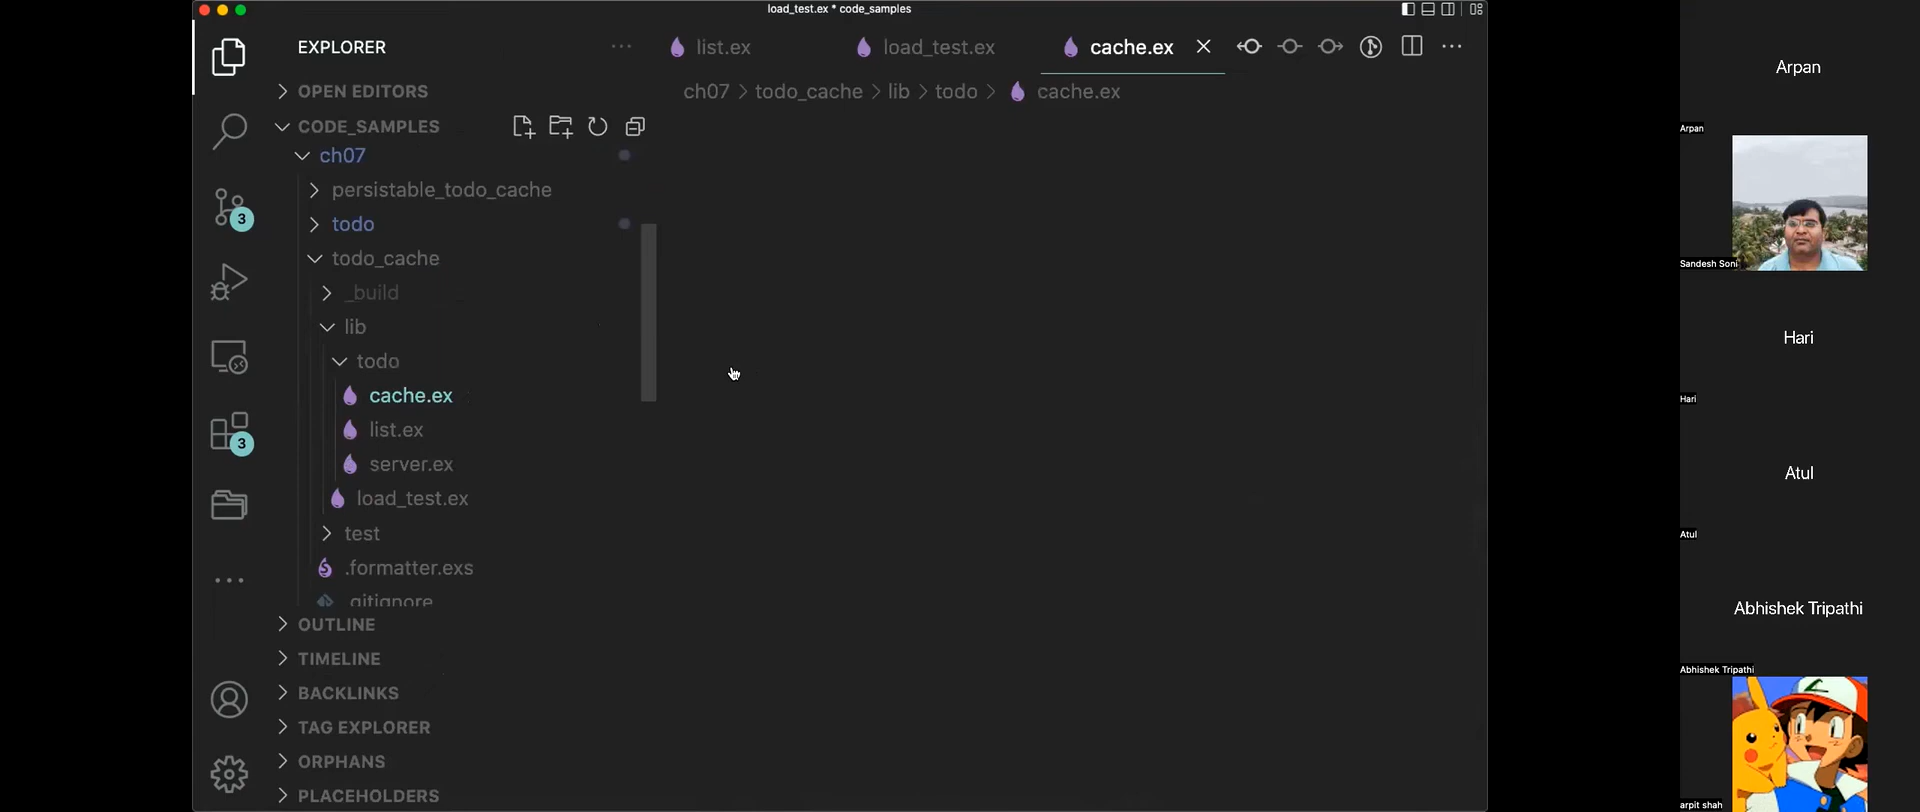 load_test.ex • code_samples
EXPLORER
list.ex
load_test.ex
cache.ex
OPEN EDITORS
ch07 > todo_cache > lib > todo > cache.ex
CODE_SAMPLES
ch07
persistable_todo_cache
todo
todo_cache
_build
lib
todo
cache.ex
list.ex
server.ex
load_test.ex
test
.formatter.exs
.gitignore
OUTLINE
TIMELINE
BACKLINKS
TAG EXPLORER
ORPHANS
PLACEHOLDERS
3
3
Arpan
Arpan
Sandesh Soni
Hari
Hari
Atul
Atul
Abhishek Tripathi
Abhishek Tripathi
arpit shah